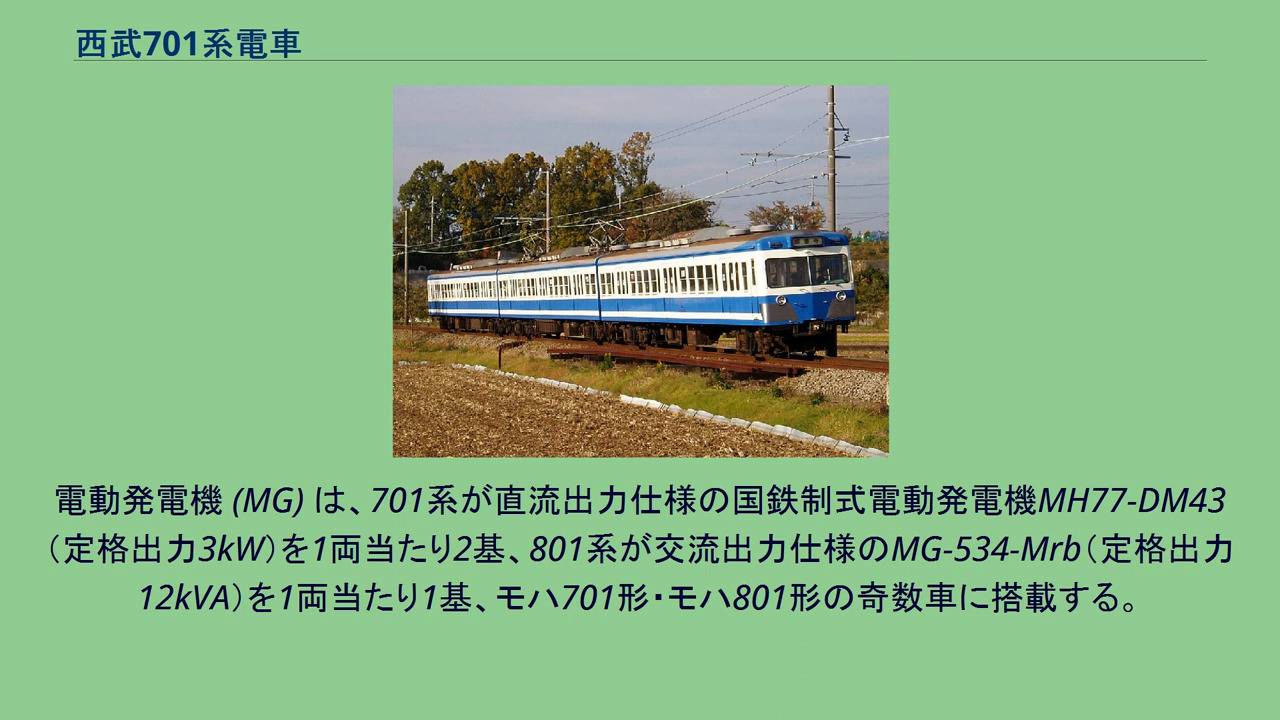 西武701系電車
電動発電機 (MG) は、701系が直流出力仕様の国鉄制式電動発電機MH77-DM43
（定格出力3kW）を1両当たり2基、801系が交流出力仕様のMG-534-Mrb（定格出力
12kVA）を1両当たり1基、モハ701形・モハ801形の奇数車に搭載する。